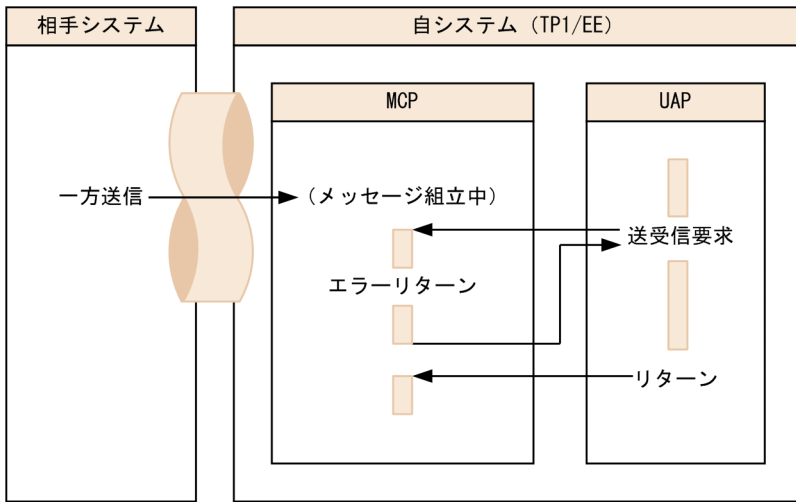 相手システム
自システム（TP1/EE）
MCP
UAP
一方送信
（メッセージ組立中）
送受信要求
エラーリターン
リターン